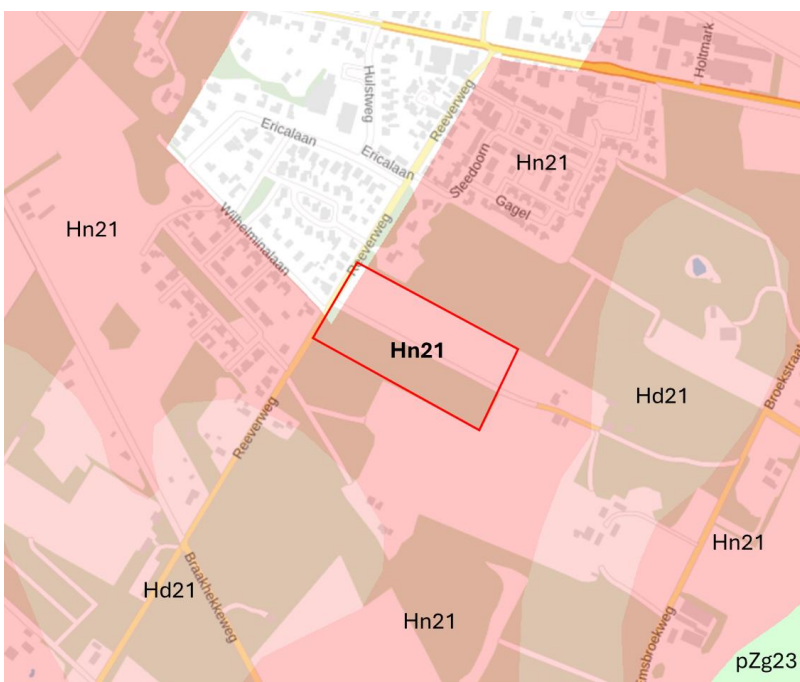 Holtmark
Hulstweg
Reeverweg
Ericalaan
Ericalaan
Sleedoorn
Hn21
Gagel
Hn21
Wilhelminalaan
Reeverweg
Hn21
Hd21
Broekstraat
Reeverweg
Hn21
Hd21
Braakhekkeweg
Hn21
msbroekweg
pZg23